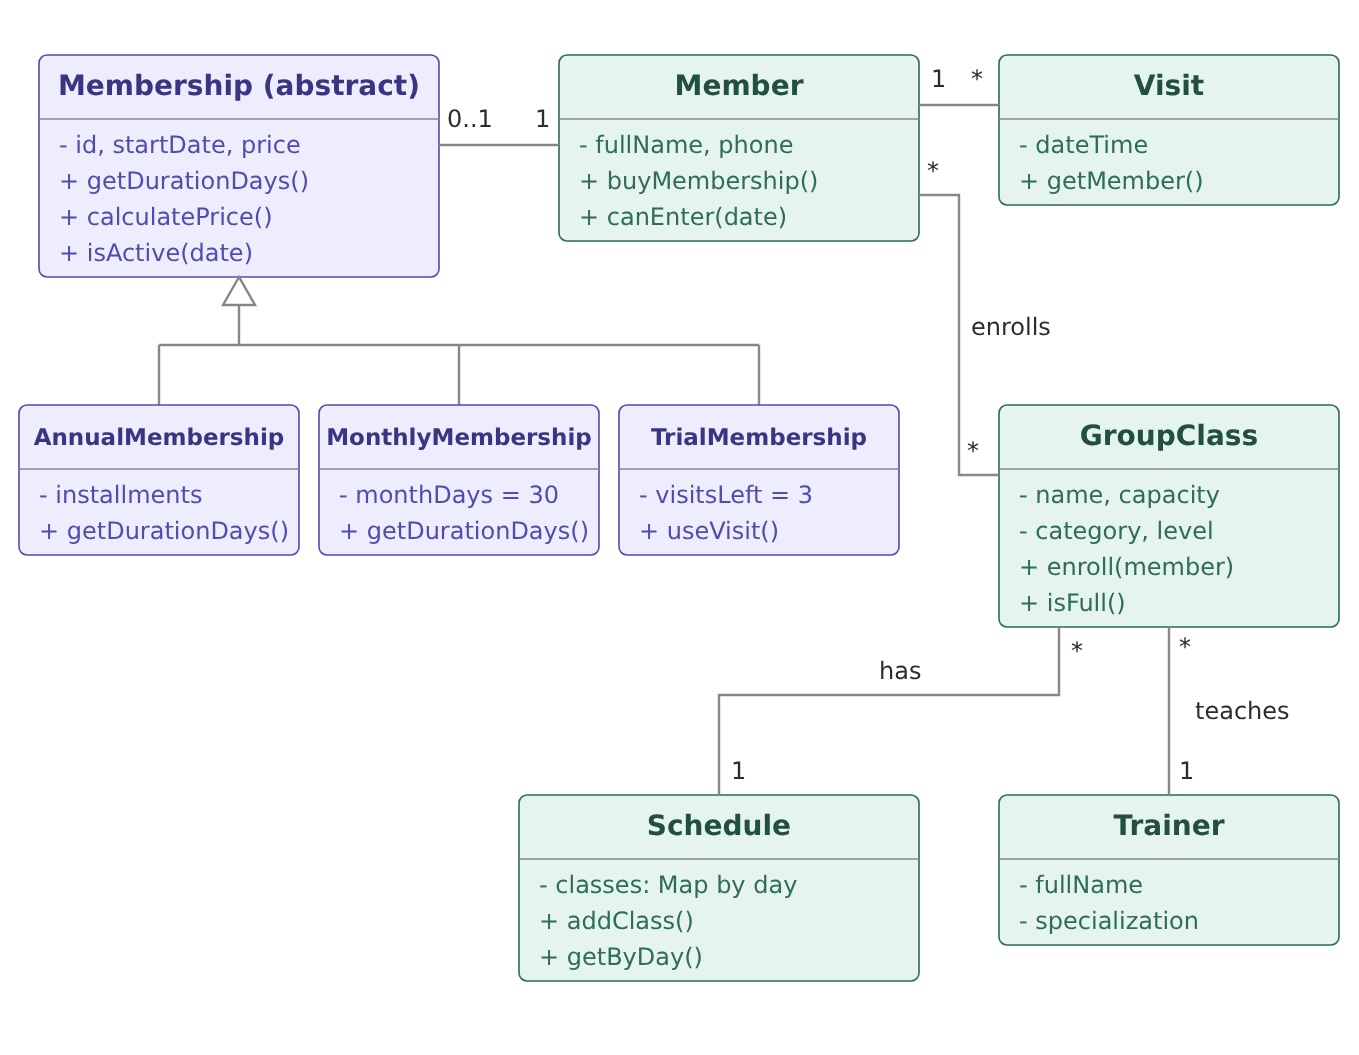 Membership (abstract)
- id, startDate, price
+ getDurationDays()
+ calculatePrice()
+ isActive(date)
0..1
1
Member
- fullName, phone
+ buyMembership()
+ canEnter(date)
1
*
Visit
- dateTime
+ getMember()
*
enrolls
*
AnnualMembership
- installments
+ getDurationDays()
MonthlyMembership
- monthDays = 30
+ getDurationDays()
TrialMembership
- visitsLeft = 3
+ useVisit()
GroupClass
- name, capacity
- category, level
+ enroll(member)
+ isFull()
*
has
1
*
teaches
1
Schedule
- classes: Map by day
+ addClass()
+ getByDay()
Trainer
- fullName
- specialization